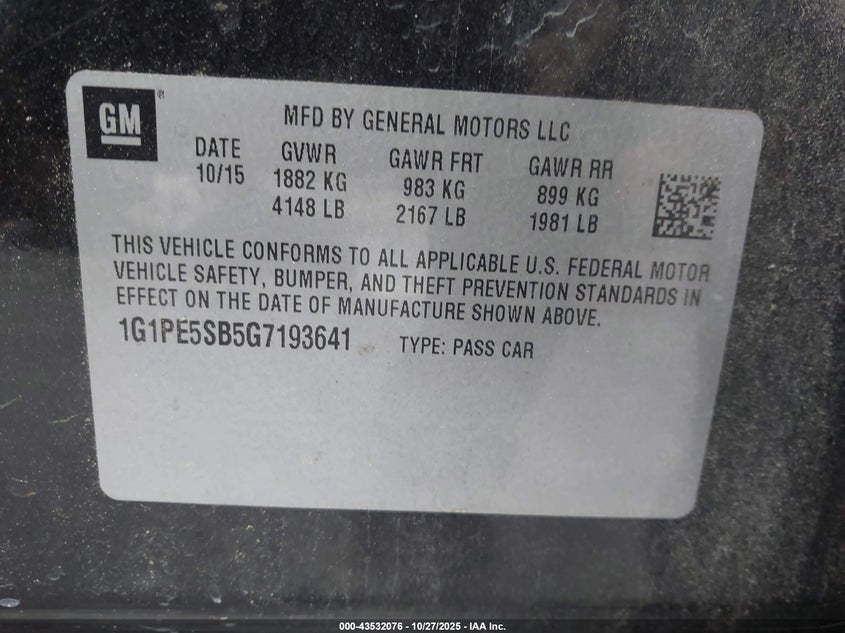 GM
®
MFD BY GENERAL MOTORS LLC
DATE GVWR GAWR FRT GAWR RR
10/15 1882 KG 983 KG 899 KG
4148 LB 2167 LB 1981 LB
THIS VEHICLE CONFORMS TO ALL APPLICABLE U.S. FEDERAL MOTOR
VEHICLE SAFETY, BUMPER, AND THEFT PREVENTION STANDARDS IN
EFFECT ON THE DATE OF MANUFACTURE SHOWN ABOVE.
1G1PE5SB5G7193641 TYPE: PASS CAR
000-43532076 - 10/27/2025 - IAA Inc.